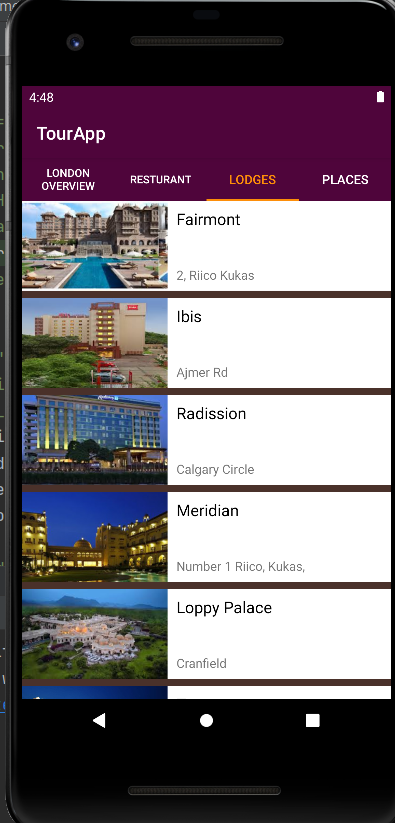 4:48
TourApp
LONDON
OVERVIEW
RESTURANT
LODGES
PLACES
Fairmont
2, Riico Kukas
Ibis
Ajmer Rd
Radission
Calgary Circle
Meridian
Number 1 Riico, Kukas,
Loppy Palace
Cranfield